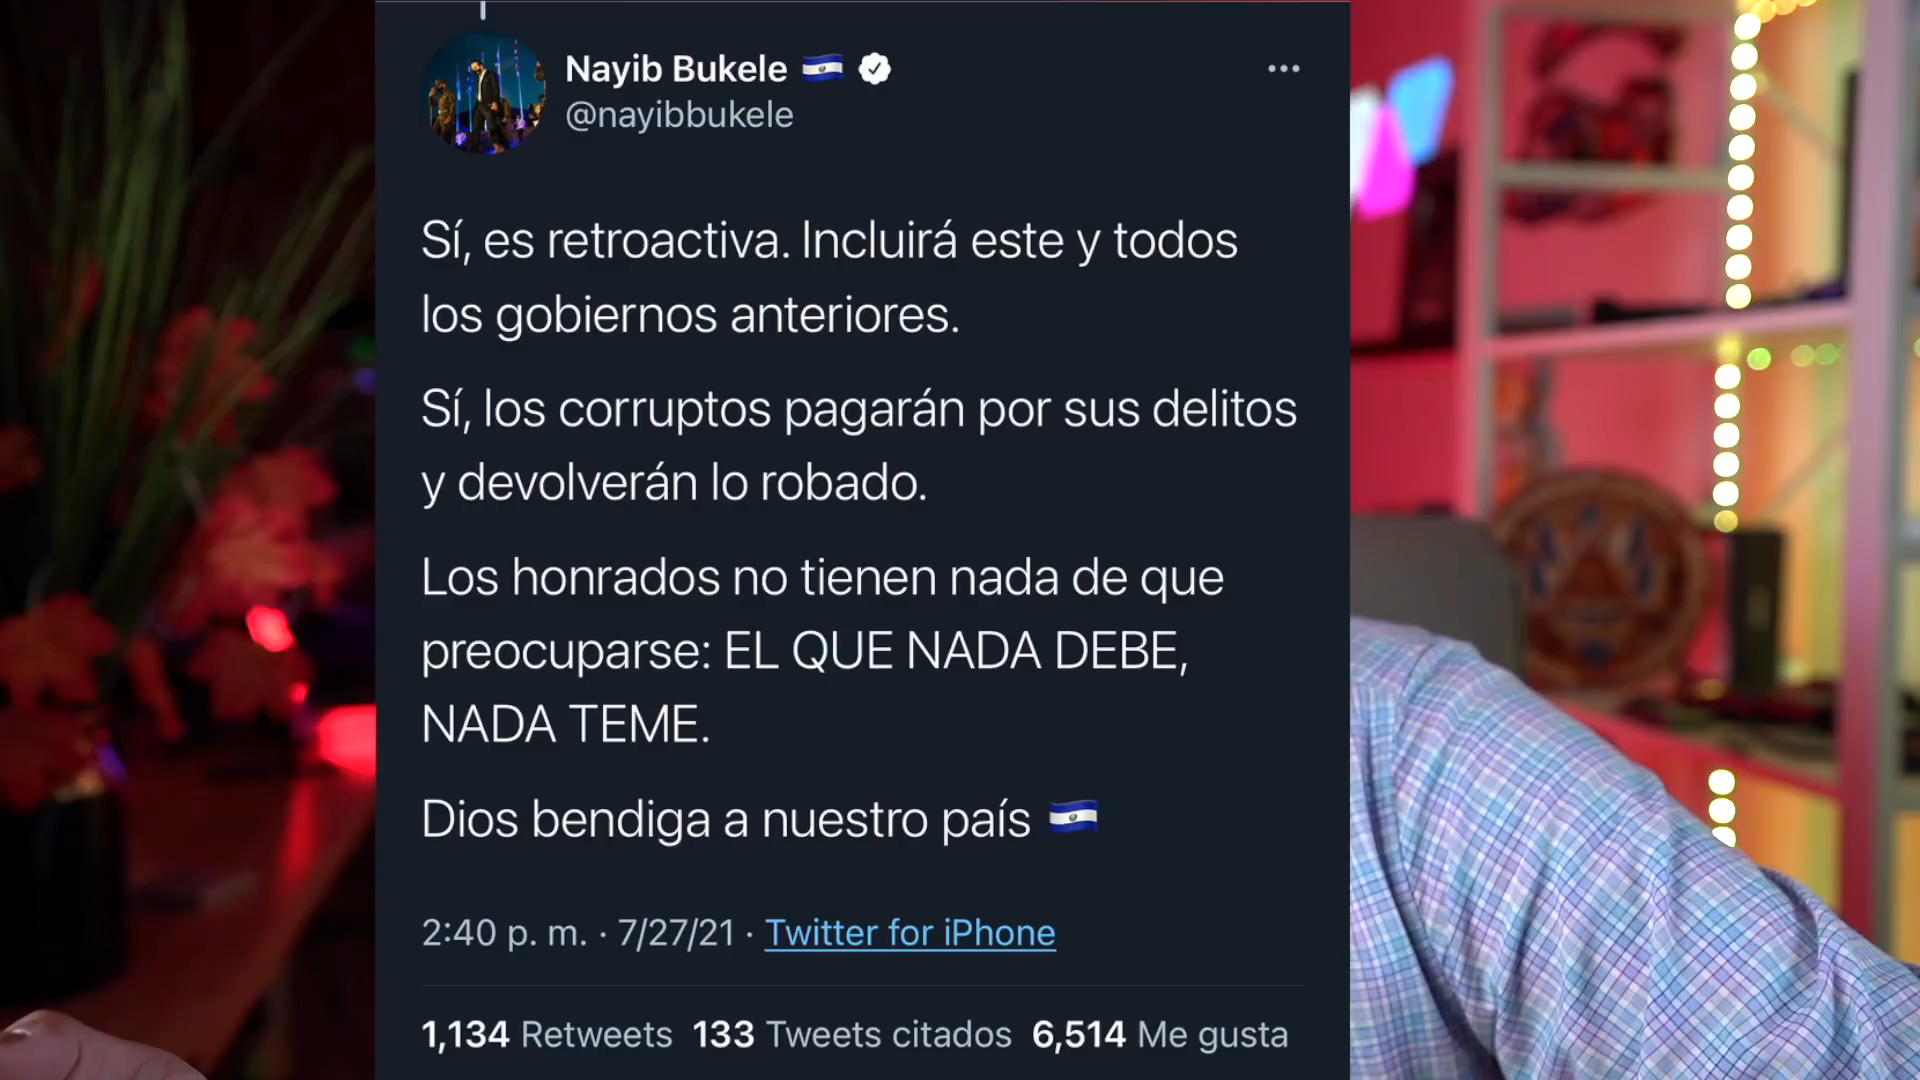 Nayib Bukele
@nayibbukele
Sí, es retroactiva. Incluirá este y todos
los gobiernos anteriores.
Sí, los corruptos pagarán por sus delitos
y devolverán lo robado.
Los honrados no tienen nada de que
preocuparse: EL QUE NADA DEBE,
NADA TEME.
Dios bendiga a nuestro país
2:40 p. m. · 7/27/21 · Twitter for iPhone
1,134 Retweets 133 Tweets citados 6,514 Me gusta